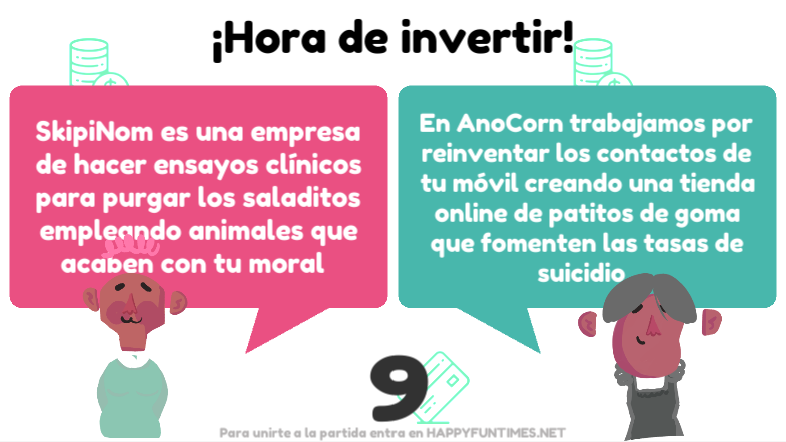 ¡Hora de invertir!
SkipiNom es una empresa
de hacer ensayos clínicos
para purgar los saladitos
empleando animales que
acaben con tu moral
En AnoCorn trabajamos por
reinventar los contactos de
tu móvil creando una tienda
online de patitos de goma
que fomenten las tasas de
suicidio
9
Para unirte a la partida entra en HAPPYFUNTIMES.NET